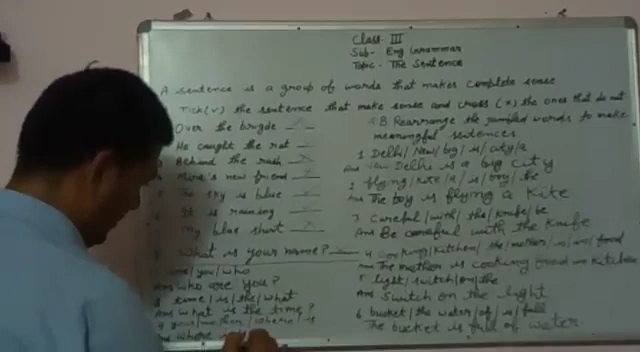 Class- III
Sub- Eng Grammar
Topic- The Sentence
A sentence is a group of words that makes complete sense
Tick(✓) the sentence that make sense and cross (×) the ones that do not
Over the
He caught the rat
Behind the
Mina's new friend
The sky is blue
It is raining
My blue shirt
What is your name?
are/you/who
Ans Who are you?
time/is/the/what
Ans What is the time?
where/is
B Rearrange the jumbled words to make
meaningful sentences
1 Delhi/New/big/is/city/a
Ans New Delhi is a big city
2 flying/kite/a/is/boy/the
Ans The boy is flying a kite
3 Careful/with/the/knife/be
Ans Be careful with the knife
4 cooking/kitchen/the/mother/is/in/food
Ans The mother is cooking food in kitchen
5 light/switch/on/the
Ans Switch on the light
6 bucket/the water/of/is/full
The bucket is full of water